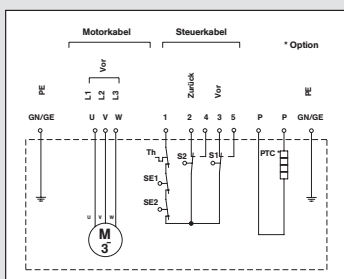 Motorkabel Steuerkabel
* Option
Vor
Zurück Vor
PE L1 L2 L3 PE
GN/GE U V W 1 2 4 3 5 P P GN/GE
Th S2 S1 PTC *
SE1
SE2
u v w
M
3~